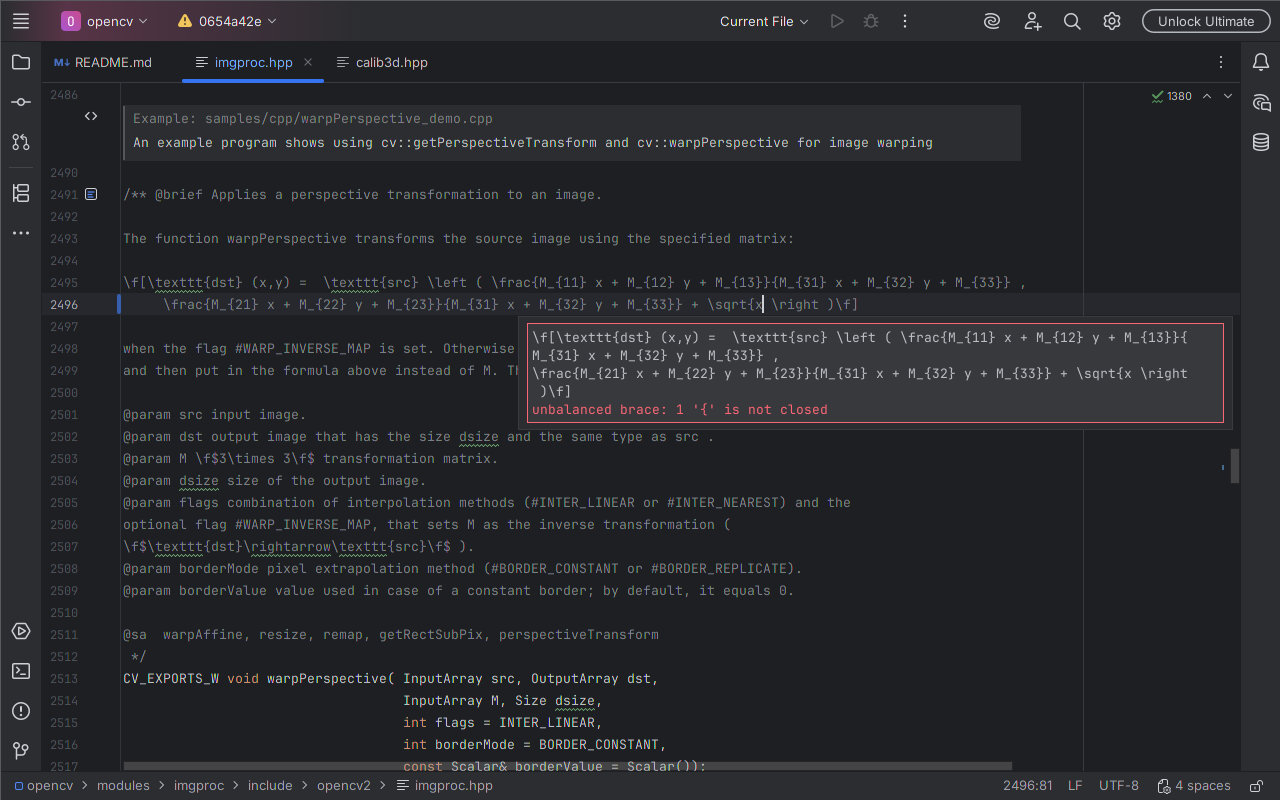 O opencv 0654a42e Current File Unlock Ultimate
README.md imgproc.hpp calib3d.hpp
1380
2486
Example: samples/cpp/warpPerspective_demo.cpp
An example program shows using cv::getPerspectiveTransform and cv::warpPerspective for image warping
2490
2491 /** @brief Applies a perspective transformation to an image.
2492
2493 The function warpPerspective transforms the source image using the specified matrix:
2494
2495 \f[\texttt{dst} (x,y) =  \texttt{src} \left ( \frac{M_{11} x + M_{12} y + M_{13}}{M_{31} x + M_{32} y + M_{33}} ,
2496 \frac{M_{21} x + M_{22} y + M_{23}}{M_{31} x + M_{32} y + M_{33}} + \sqrt{x \right )\f]
2497
\f[\texttt{dst} (x,y) =  \texttt{src} \left ( \frac{M_{11} x + M_{12} y + M_{13}}{
M_{31} x + M_{32} y + M_{33}} ,
\frac{M_{21} x + M_{22} y + M_{23}}{M_{31} x + M_{32} y + M_{33}} + \sqrt{x \right
)\f]
unbalanced brace: 1 '{' is not closed
2498 when the flag #WARP_INVERSE_MAP is set. Otherwise
2499 and then put in the formula above instead of M.
2500
2501 @param src input image.
2502 @param dst output image that has the size dsize and the same type as src .
2503 @param M \f$3\times 3\f$ transformation matrix.
2504 @param dsize size of the output image.
2505 @param flags combination of interpolation methods (#INTER_LINEAR or #INTER_NEAREST) and the
2506 optional flag #WARP_INVERSE_MAP, that sets M as the inverse transformation (
2507 \f$\texttt{dst}\rightarrow\texttt{src}\f$ ).
2508 @param borderMode pixel extrapolation method (#BORDER_CONSTANT or #BORDER_REPLICATE).
2509 @param borderValue value used in case of a constant border; by default, it equals 0.
2510
2511 @sa  warpAffine, resize, remap, getRectSubPix, perspectiveTransform
2512 */
2513 CV_EXPORTS_W void warpPerspective( InputArray src, OutputArray dst,
2514 InputArray M, Size dsize,
2515 int flags = INTER_LINEAR,
2516 int borderMode = BORDER_CONSTANT,
2517 const Scalar& borderValue = Scalar());
opencv modules imgproc include opencv2 imgproc.hpp 2496:81 LF UTF-8 4 spaces